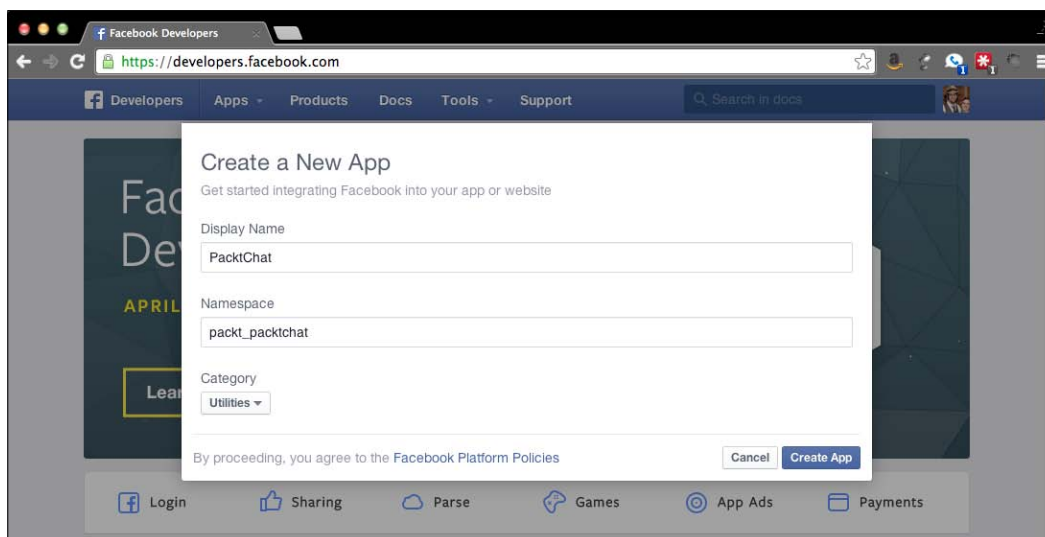 Facebook Developers
https://developers.facebook.com
Developers Apps Products Docs Tools Support Search in docs
Create a New App
Get started integrating Facebook into your app or website
Display Name
PacktChat
Namespace
packt_packtchat
Category
Utilities
By proceeding, you agree to the Facebook Platform Policies Cancel Create App
Fac
De
APRIL
Lear
Login Sharing Parse Games App Ads Payments